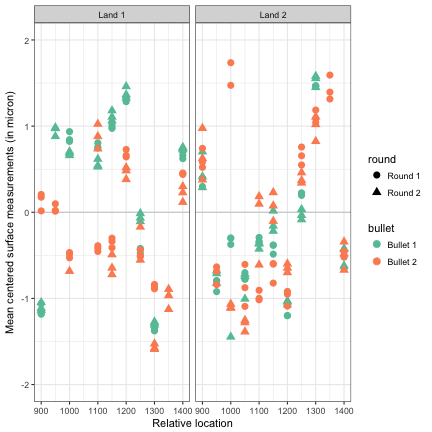 Land 1 Land 2
2
1
0
-1
-2
Mean centered surface measurements (in micron)
900 1000 1100 1200 1300 1400 900 1000 1100 1200 1300 1400
Relative location
round
Round 1
Round 2
bullet
Bullet 1
Bullet 2